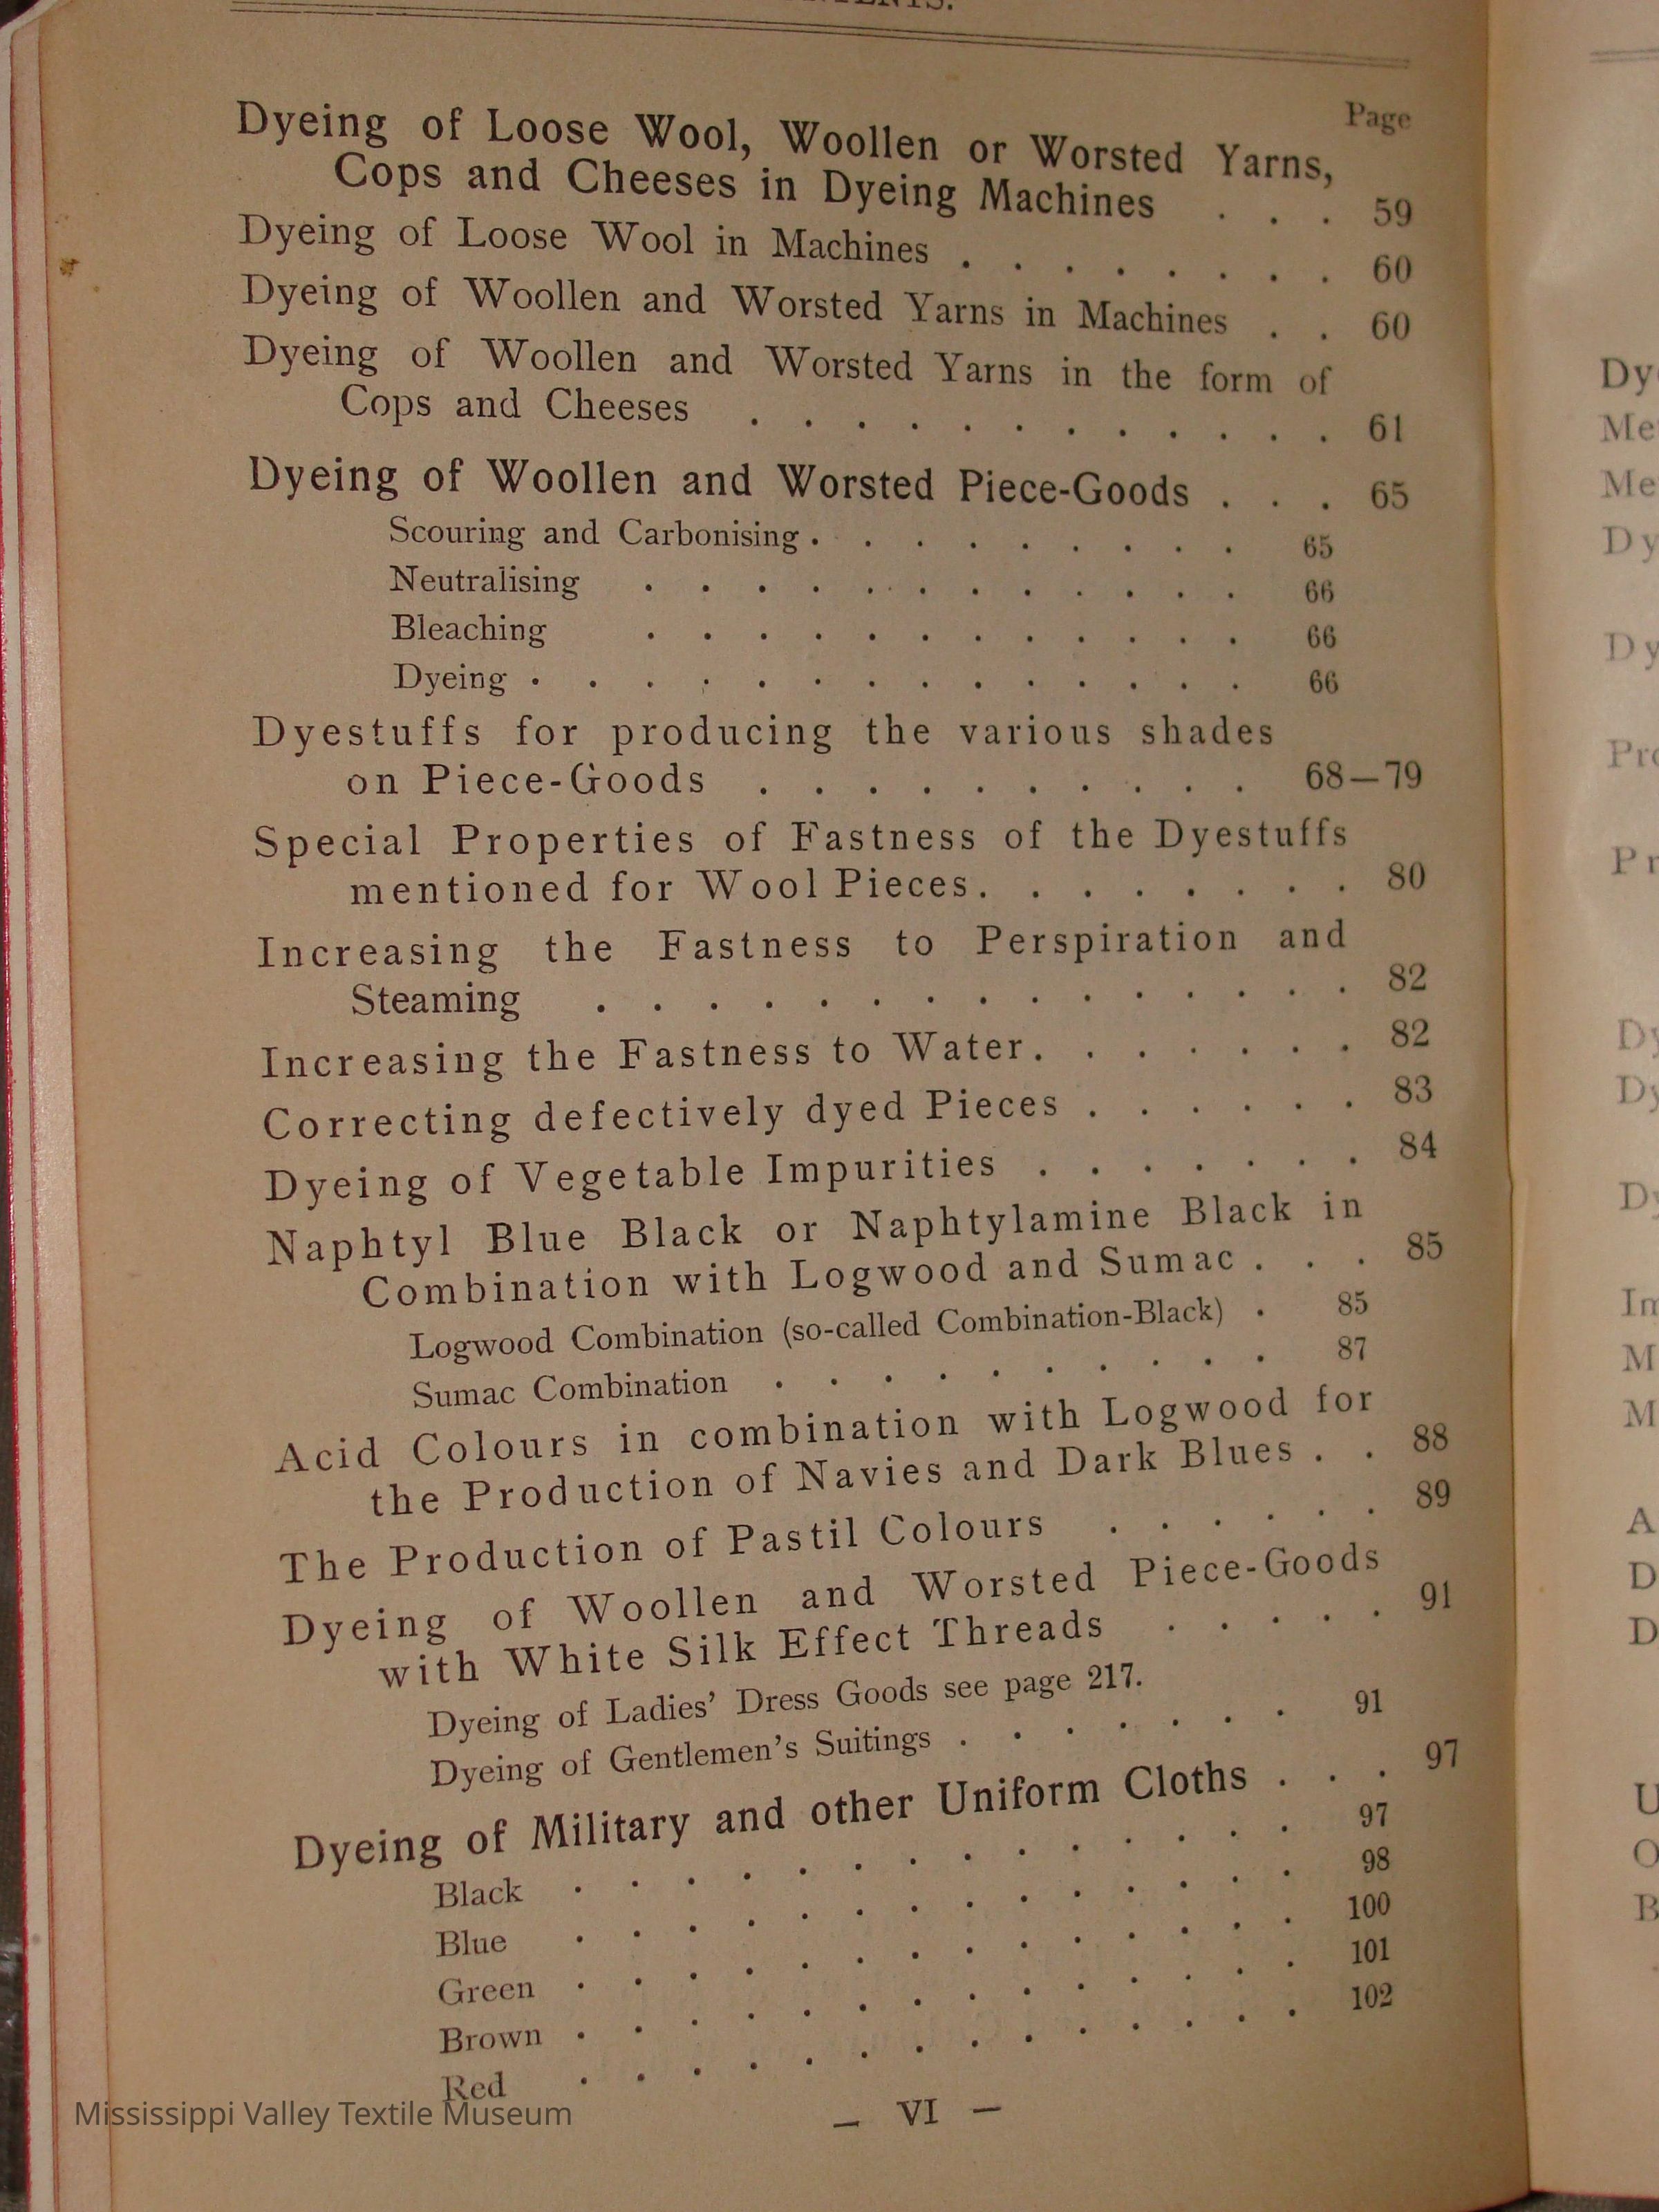 Page
Dyeing of Loose Wool, Woollen or Worsted Yarns,
Cops and Cheeses in Dyeing Machines . . . 59
Dyeing of Loose Wool in Machines . . . . . . . . 60
Dyeing of Woollen and Worsted Yarns in Machines . . 60
Dyeing of Woollen and Worsted Yarns in the form of
Cops and Cheeses . . . . . . . . . . . . 61
Dyeing of Woollen and Worsted Piece-Goods . . . 65
Scouring and Carbonising . . . . . . . . . 65
Neutralising . . . . . . . . . . . . 66
Bleaching . . . . . . . . . . . . 66
Dyeing . . . . . . . . . . . . . . 66
Dyestuffs for producing the various shades
on Piece-Goods . . . . . . . . . . 68—79
Special Properties of Fastness of the Dyestuffs
mentioned for Wool Pieces . . . . . . . . 80
Increasing the Fastness to Perspiration and
Steaming . . . . . . . . . . . . . . . 82
Increasing the Fastness to Water . . . . . . . 82
Correcting defectively dyed Pieces . . . . . . 83
Dyeing of Vegetable Impurities . . . . . . . 84
Naphtyl Blue Black or Naphtylamine Black in
Combination with Logwood and Sumac . . . 85
Logwood Combination (so-called Combination-Black) . 85
Sumac Combination . . . . . . . . . . 87
Acid Colours in combination with Logwood for
the Production of Navies and Dark Blues . . 88
The Production of Pastil Colours . . . . . . 89
Dyeing of Woollen and Worsted Piece-Goods
with White Silk Effect Threads . . . . . 91
Dyeing of Ladies' Dress Goods see page 217.
Dyeing of Gentlemen's Suitings . . . . . . . 91
Dyeing of Military and other Uniform Cloths . . . 97
Black . . . . . . . . . . . . . . 97
Blue . . . . . . . . . . . . . . 98
Green . . . . . . . . . . . . . . 100
Brown . . . . . . . . . . . . . . 101
Red . . . . . . . . . . . . . . 102
— VI —
Mississippi Valley Textile Museum